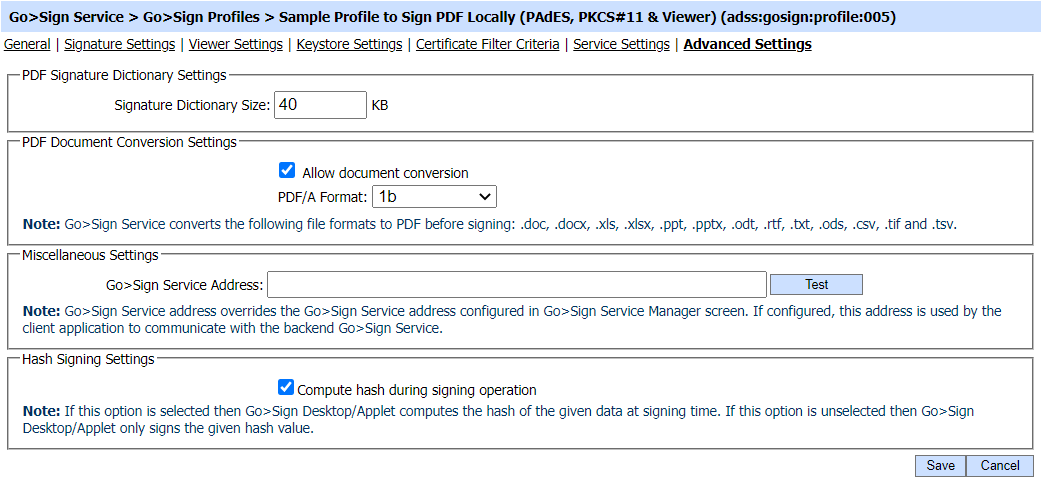 Go>Sign Service > Go>Sign Profiles > Sample Profile to Sign PDF Locally (PAdES, PKCS#11 & Viewer) (adss:gosign:profile:005)
General | Signature Settings | Viewer Settings | Keystore Settings | Certificate Filter Criteria | Service Settings | Advanced Settings
PDF Signature Dictionary Settings
Signature Dictionary Size: 40 KB
PDF Document Conversion Settings
Allow document conversion
PDF/A Format: 1b
Note: Go>Sign Service converts the following file formats to PDF before signing: .doc, .docx, .xls, .xlsx, .ppt, .pptx, .odt, .rtf, .txt, .ods, .csv, .tif and .tsv.
Miscellaneous Settings
Go>Sign Service Address: Test
Note: Go>Sign Service address overrides the Go>Sign Service address configured in Go>Sign Service Manager screen. If configured, this address is used by the
client application to communicate with the backend Go>Sign Service.
Hash Signing Settings
Compute hash during signing operation
Note: If this option is selected then Go>Sign Desktop/Applet computes the hash of the given data at signing time. If this option is unselected then Go>Sign
Desktop/Applet only signs the given hash value.
Save Cancel